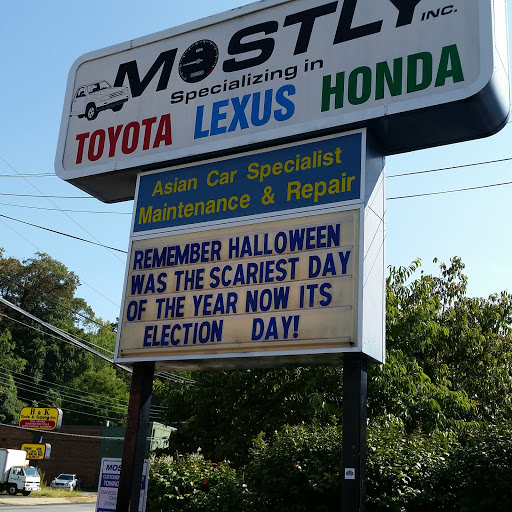 MOSTLY INC.
Specializing in
TOYOTA LEXUS HONDA
Asian Car Specialist
Maintenance & Repair
REMEMBER HALLOWEEN
WAS THE SCARIEST DAY
OF THE YEAR NOW ITS
ELECTION DAY!
B & K
MOS